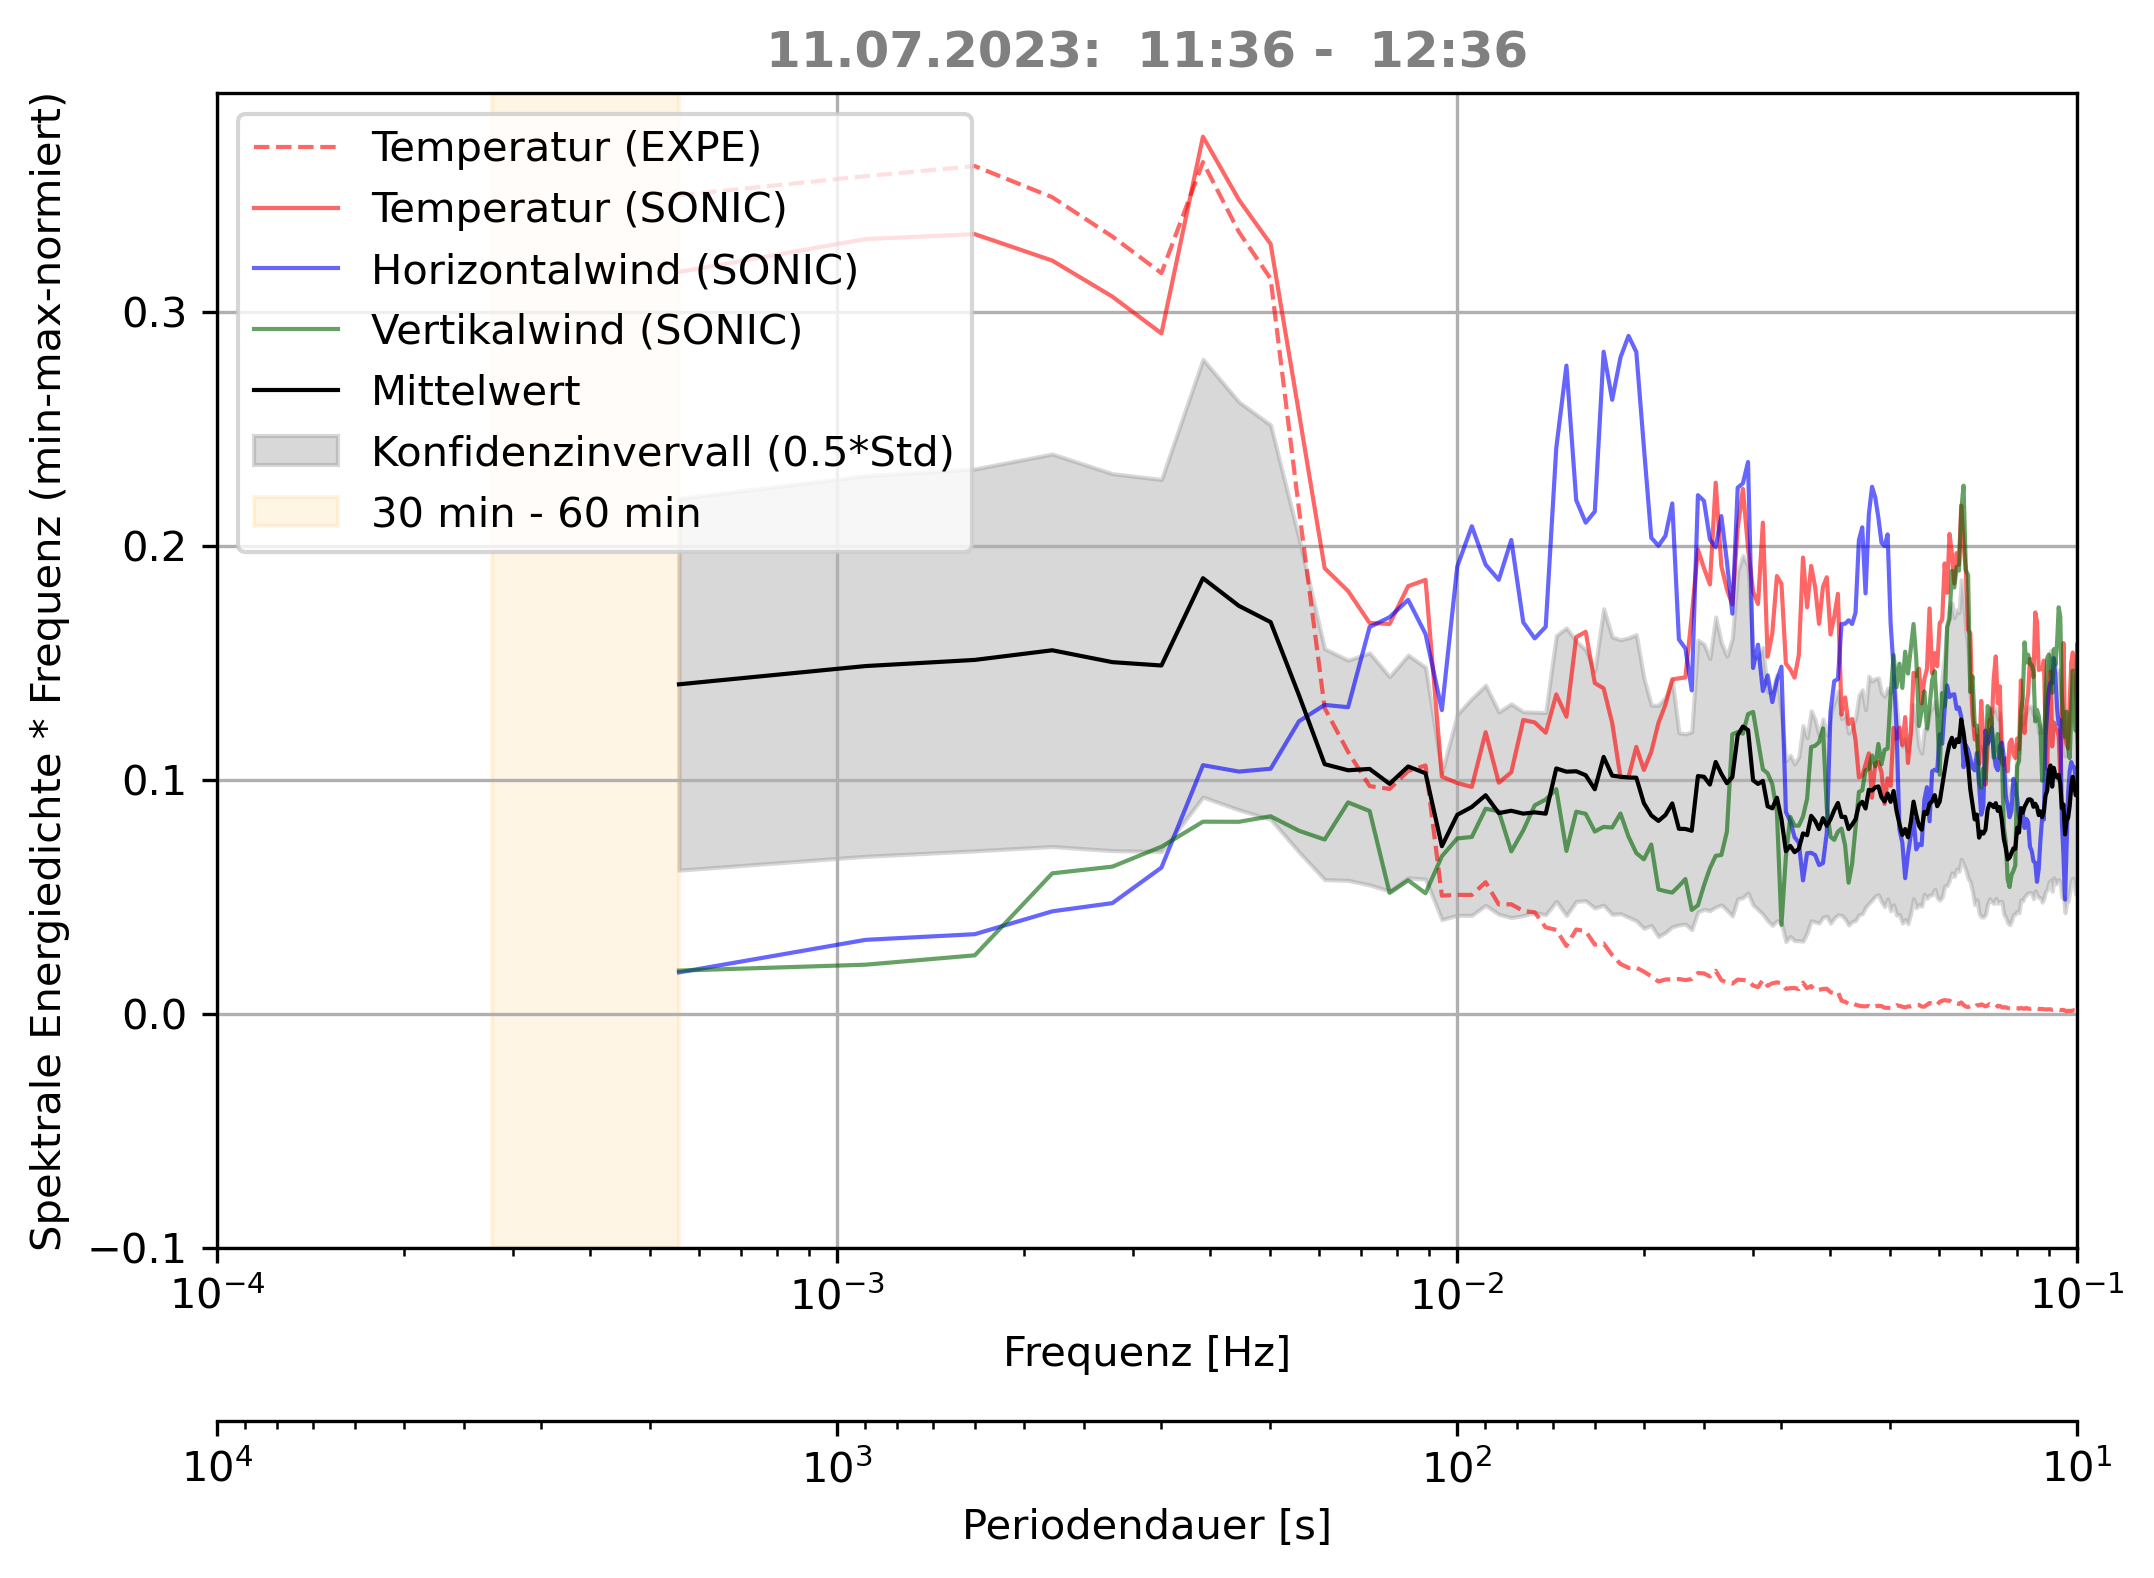 11.07.2023:  11:36 -  12:36
Spektrale Energiedichte * Frequenz (min-max-normiert)
Temperatur (EXPE)
Temperatur (SONIC)
Horizontalwind (SONIC)
Vertikalwind (SONIC)
Mittelwert
Konfidenzinvervall (0.5*Std)
30 min - 60 min
0.3
0.2
0.1
0.0
−0.1
10⁻⁴ 10⁻³ 10⁻² 10⁻¹
Frequenz [Hz]
10⁴ 10³ 10² 10¹
Periodendauer [s]